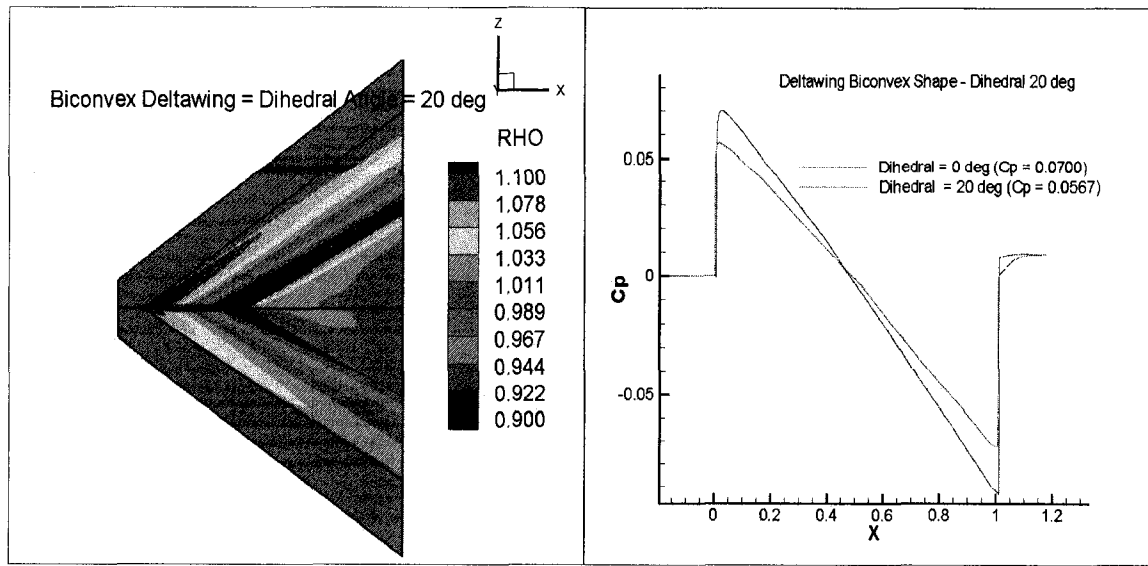 Z
Y
X
Biconvex Deltawing = Dihedral Angle = 20 deg
RHO
1.100
1.078
1.056
1.033
1.011
0.989
0.967
0.944
0.922
0.900
Deltawing Biconvex Shape - Dihedral 20 deg
Dihedral = 0 deg (Cp = 0.0700)
Dihedral = 20 deg (Cp = 0.0567)
0.05
0
-0.05
Cp
0 0.2 0.4 0.6 0.8 1 1.2
X